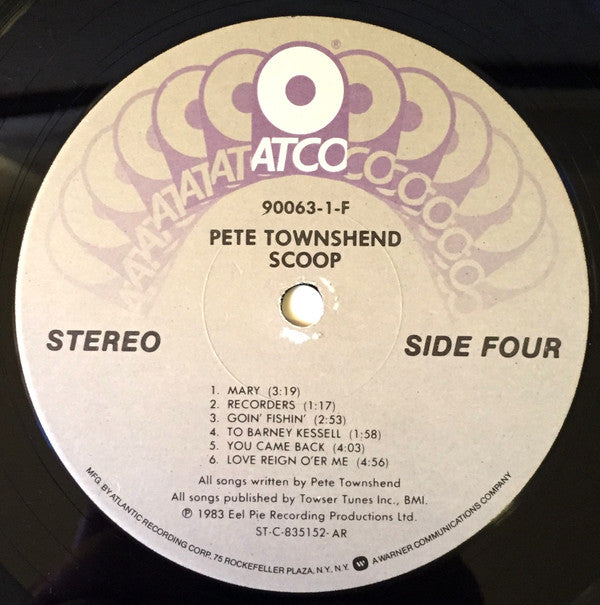 ®
ATCO
90063-1-F
PETE TOWNSHEND
SCOOP
STEREO
SIDE FOUR
1. MARY (3:19)
2. RECORDERS (1:17)
3. GOIN' FISHIN' (2:53)
4. TO BARNEY KESSELL (1:58)
5. YOU CAME BACK (4:03)
6. LOVE REIGN O'ER ME (4:56)
All songs written by Pete Townshend
All songs published by Towser Tunes Inc., BMI.
℗ 1983 Eel Pie Recording Productions Ltd.
ST-C-835152-AR
MFG. BY ATLANTIC RECORDING CORP. 75 ROCKEFELLER PLAZA, N.Y., N.Y. A WARNER COMMUNICATIONS COMPANY